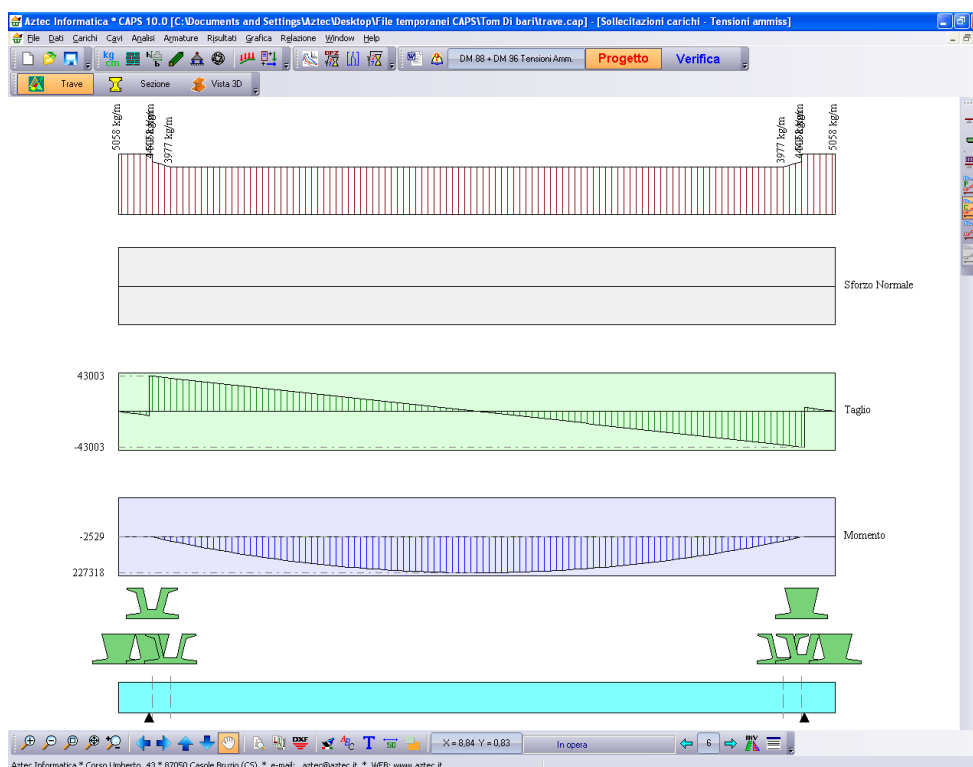 Aztec Informatica * CAPS 10.0 [C:\Documents and Settings\Aztec\Desktop\File temporanei CAPS\Tom Di bari\trave.cap] - [Sollecitazioni carichi - Tensioni ammiss]
File Dati Carichi Cavi Analisi Armature Risultati Grafica Relazione Window Help
DM 88 + DM 96 Tensioni Amm. Progetto Verifica
Trave Sezione Vista 3D
5058 kg/m
3977 kg/m
3977 kg/m
5058 kg/m
Sforzo Normale
43003
Taglio
-43003
-2529
Momento
227318
X = 8,84 Y = 0,83 In opera 6 INV
Aztec Informatica * Corso Umberto, 43 * 87050 Casole Bruzio (CS) * e-mail: aztec@aztec.it * WEB: www.aztec.it